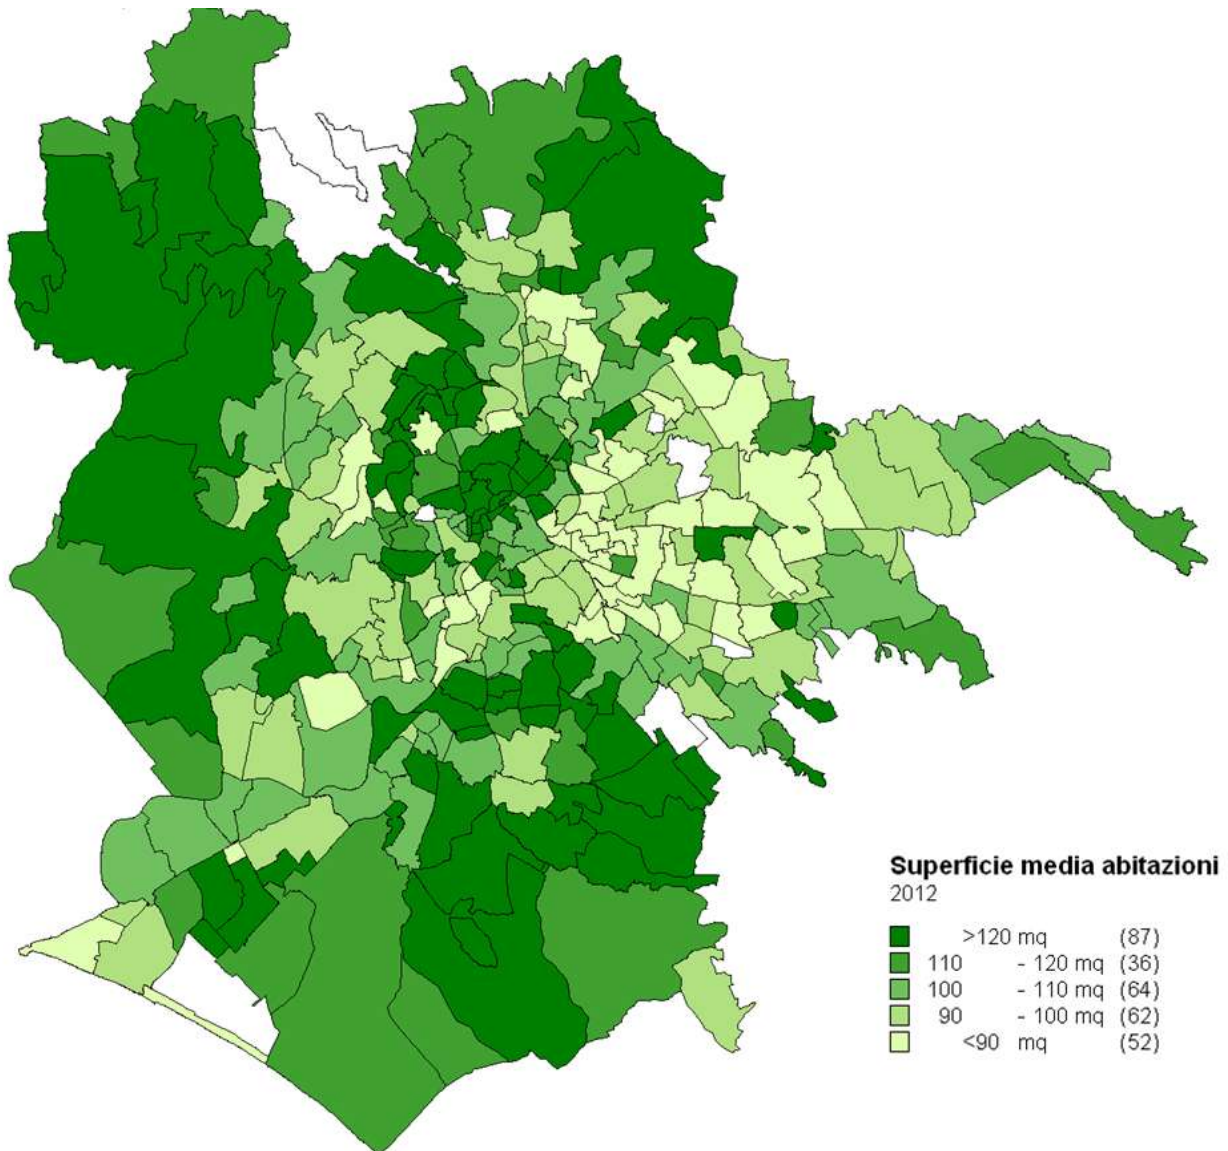 Superficie media abitazioni
2012
>120 mq (87)
110 - 120 mq (36)
100 - 110 mq (64)
90 - 100 mq (62)
<90 mq (52)